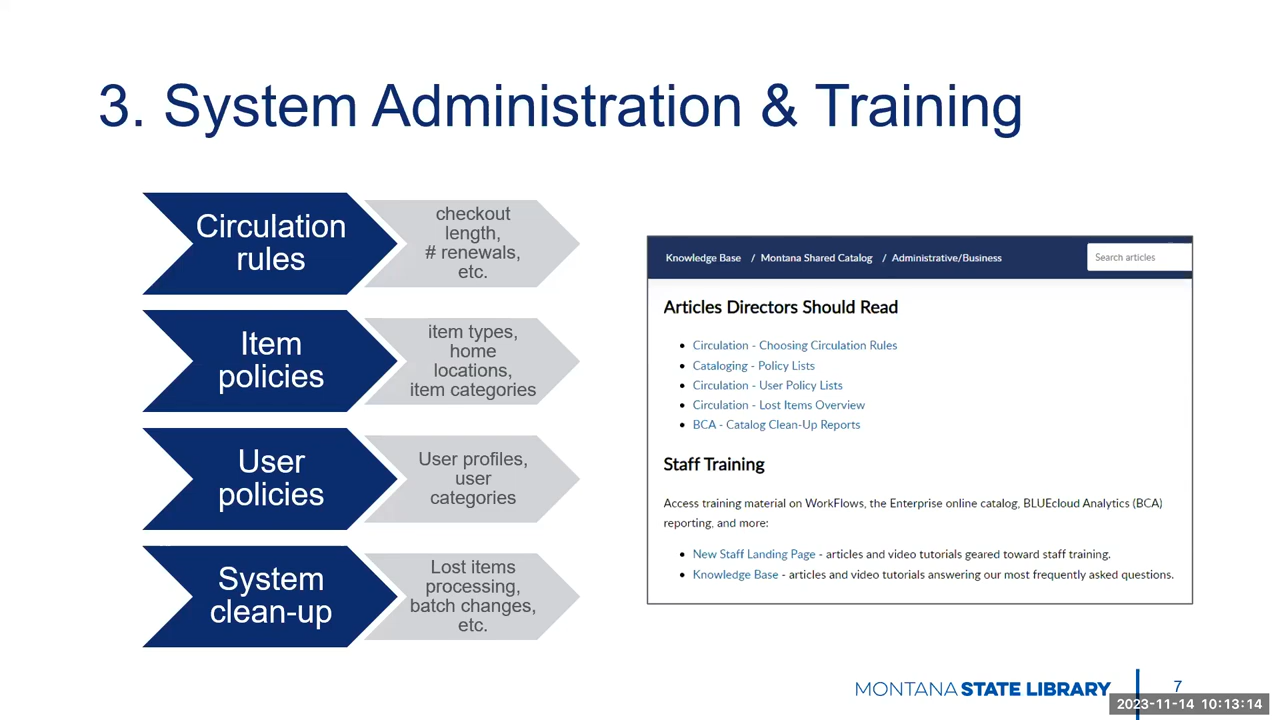 3. System Administration & Training
Circulation
rules
checkout
length,
# renewals,
etc.
Item
policies
item types,
home
locations,
item categories
User
policies
User profiles,
user
categories
System
clean-up
Lost items
processing,
batch changes,
etc.
Knowledge Base / Montana Shared Catalog / Administrative/Business
Search articles
Articles Directors Should Read
• Circulation - Choosing Circulation Rules
• Cataloging - Policy Lists
• Circulation - User Policy Lists
• Circulation - Lost Items Overview
• BCA - Catalog Clean-Up Reports
Staff Training
Access training material on WorkFlows, the Enterprise online catalog, BLUEcloud Analytics (BCA)
reporting, and more:
• New Staff Landing Page - articles and video tutorials geared toward staff training.
• Knowledge Base - articles and video tutorials answering our most frequently asked questions.
MONTANA STATE LIBRARY
7
2023-11-14 10:13:14